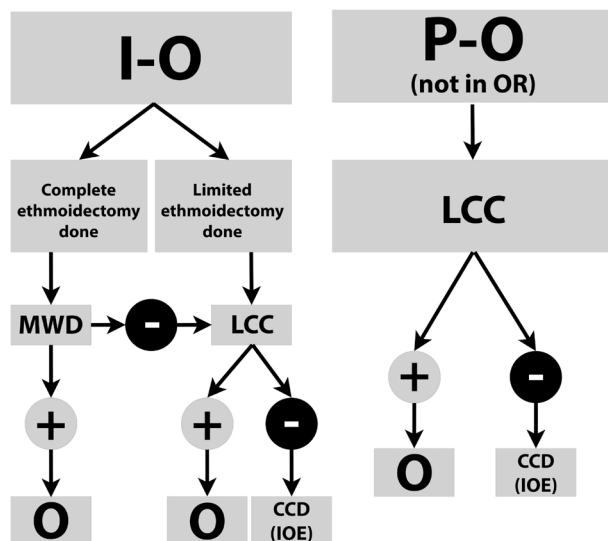 I-O
Complete
ethmoidectomy
done
Limited
ethmoidectomy
done
MWD
-
LCC
+
+
-
O
O
CCD
(IOE)
P-O
(not in OR)
LCC
+
-
O
CCD
(IOE)